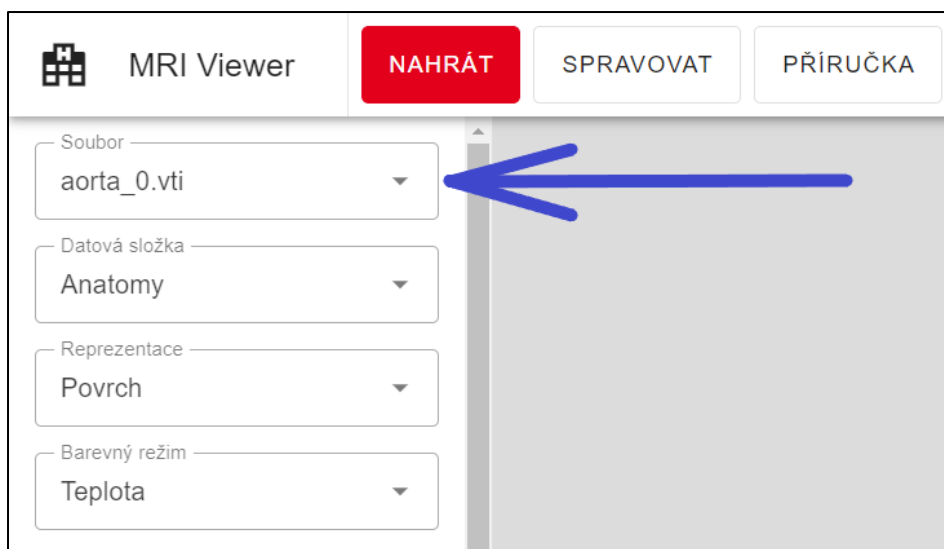 MRI Viewer NAHRÁT SPRAVOVAT PŘÍRUČKA
Soubor
aorta_0.vti
Datová složka
Anatomy
Reprezentace
Povrch
Barevný režim
Teplota